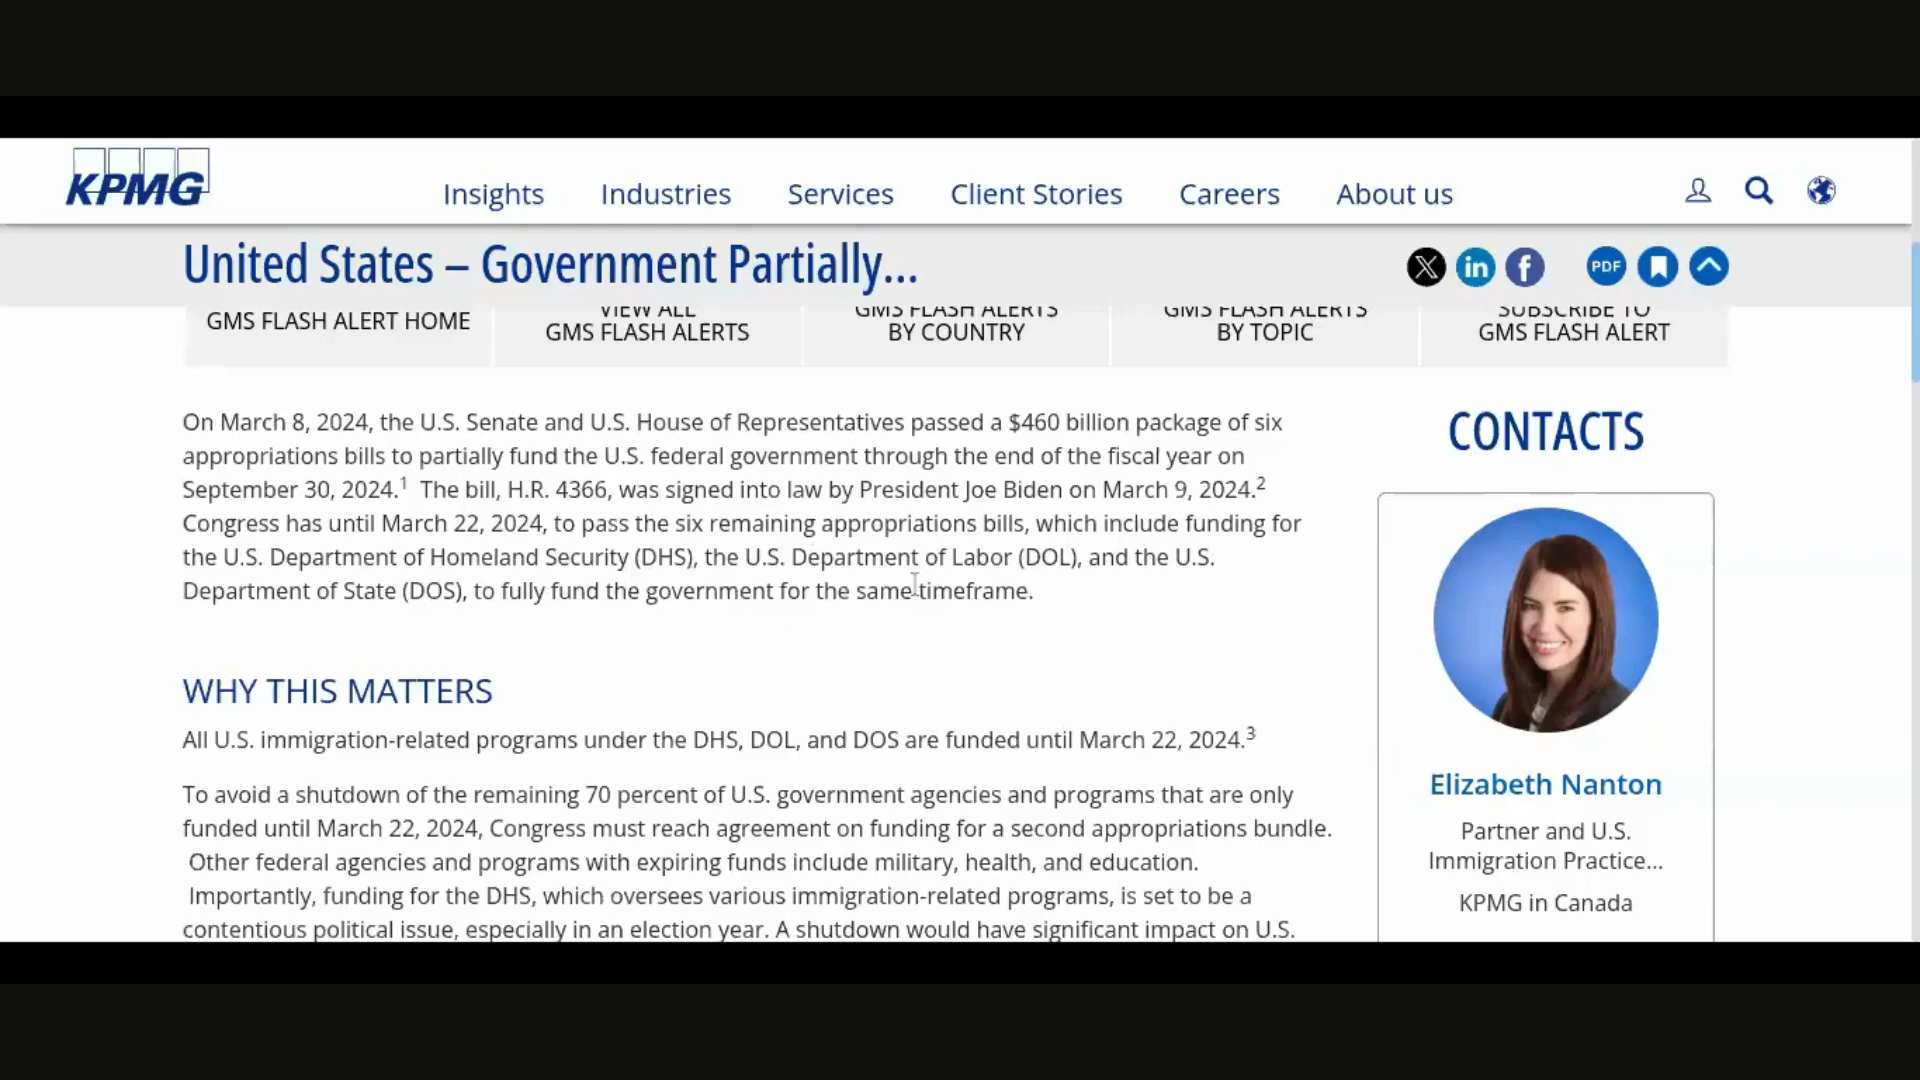 KPMG
Insights
Industries
Services
Client Stories
Careers
About us
United States – Government Partially...
PDF
GMS FLASH ALERT HOME
VIEW ALL
GMS FLASH ALERTS
GMS FLASH ALERTS
BY COUNTRY
GMS FLASH ALERTS
BY TOPIC
SUBSCRIBE TO
GMS FLASH ALERT
On March 8, 2024, the U.S. Senate and U.S. House of Representatives passed a $460 billion package of six
appropriations bills to partially fund the U.S. federal government through the end of the fiscal year on
September 30, 2024.1 The bill, H.R. 4366, was signed into law by President Joe Biden on March 9, 2024.2
Congress has until March 22, 2024, to pass the six remaining appropriations bills, which include funding for
the U.S. Department of Homeland Security (DHS), the U.S. Department of Labor (DOL), and the U.S.
Department of State (DOS), to fully fund the government for the same timeframe.
WHY THIS MATTERS
All U.S. immigration-related programs under the DHS, DOL, and DOS are funded until March 22, 2024.3
To avoid a shutdown of the remaining 70 percent of U.S. government agencies and programs that are only
funded until March 22, 2024, Congress must reach agreement on funding for a second appropriations bundle.
Other federal agencies and programs with expiring funds include military, health, and education.
Importantly, funding for the DHS, which oversees various immigration-related programs, is set to be a
contentious political issue, especially in an election year. A shutdown would have significant impact on U.S.
CONTACTS
Elizabeth Nanton
Partner and U.S.
Immigration Practice...
KPMG in Canada